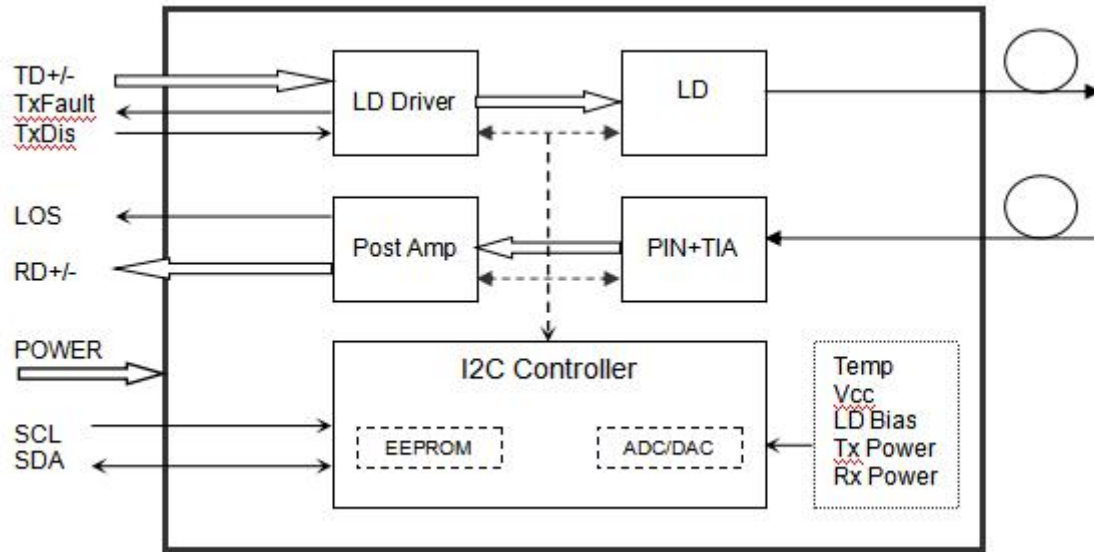 TD+/-
TxFault
TxDis
LD Driver
LD
LOS
RD+/-
Post Amp
PIN+TIA
POWER
SCL
SDA
I2C Controller
EEPROM
ADC/DAC
Temp
Vcc
LD Bias
Tx Power
Rx Power